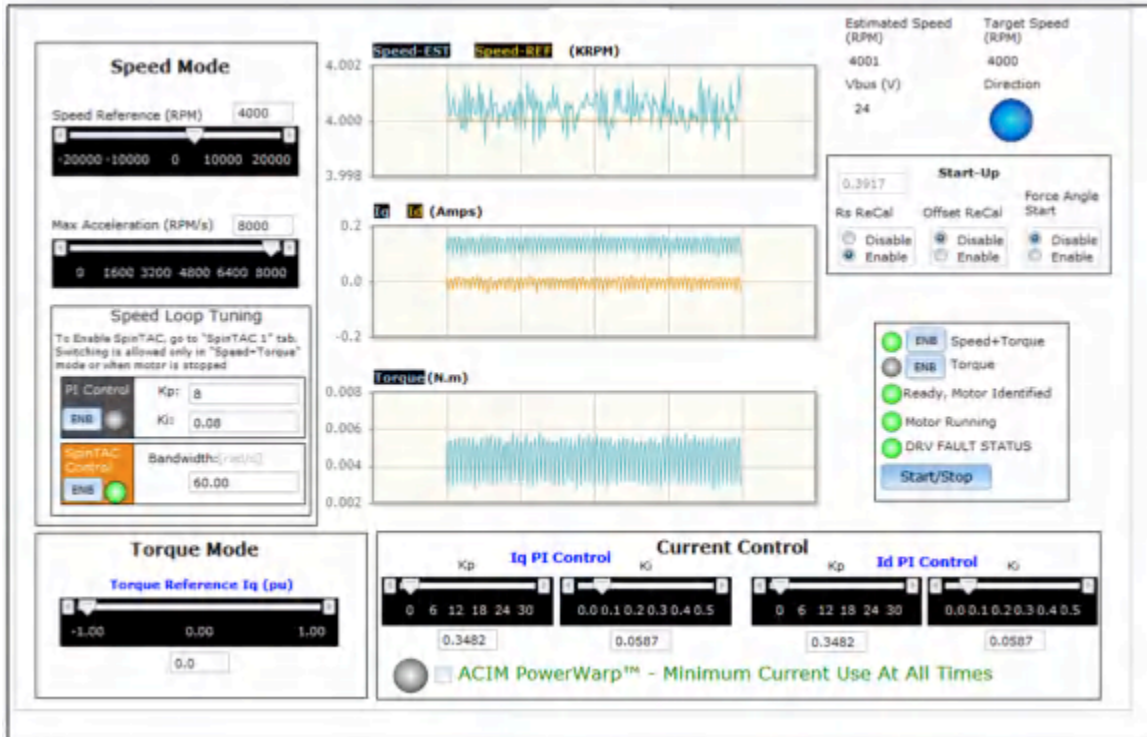 Speed Mode
Speed Reference (RPM) 4000
-20000 -10000 0 10000 20000
Max Acceleration (RPM/s) 8000
0 1600 3200 4800 6400 8000
Speed Loop Tuning
To Enable SpinTAC, go to "SpinTAC 1" tab.
Switching is allowed only in "Speed+Torque"
mode or when motor is stopped
PI Control
ENB
Kp: 8
Ki: 0.08
SpinTAC
Control
ENB
Bandwidth:[rad/s]
60.00
Torque Mode
Torque Reference Iq (pu)
-1.00 0.00 1.00
0.0
Speed-EST Speed-REF (KRPM)
4.002
4.000
3.998
Iq Id (Amps)
0.2
0.0
-0.2
Torque (N.m)
0.008
0.006
0.004
0.002
Estimated Speed
(RPM)
4001
Target Speed
(RPM)
4000
Vbus (V)
24
Direction
Start-Up
0.3917
Rs ReCal
Disable
Enable
Offset ReCal
Disable
Enable
Force Angle
Start
Disable
Enable
ENB Speed+Torque
ENB Torque
Ready, Motor Identified
Motor Running
DRV FAULT STATUS
Start/Stop
Current Control
Iq PI Control
Kp
0 6 12 18 24 30
0.3482
Ki
0.0 0.1 0.2 0.3 0.4 0.5
0.0587
Id PI Control
Kp
0 6 12 18 24 30
0.3482
Ki
0.0 0.1 0.2 0.3 0.4 0.5
0.0587
ACIM PowerWarp™ - Minimum Current Use At All Times